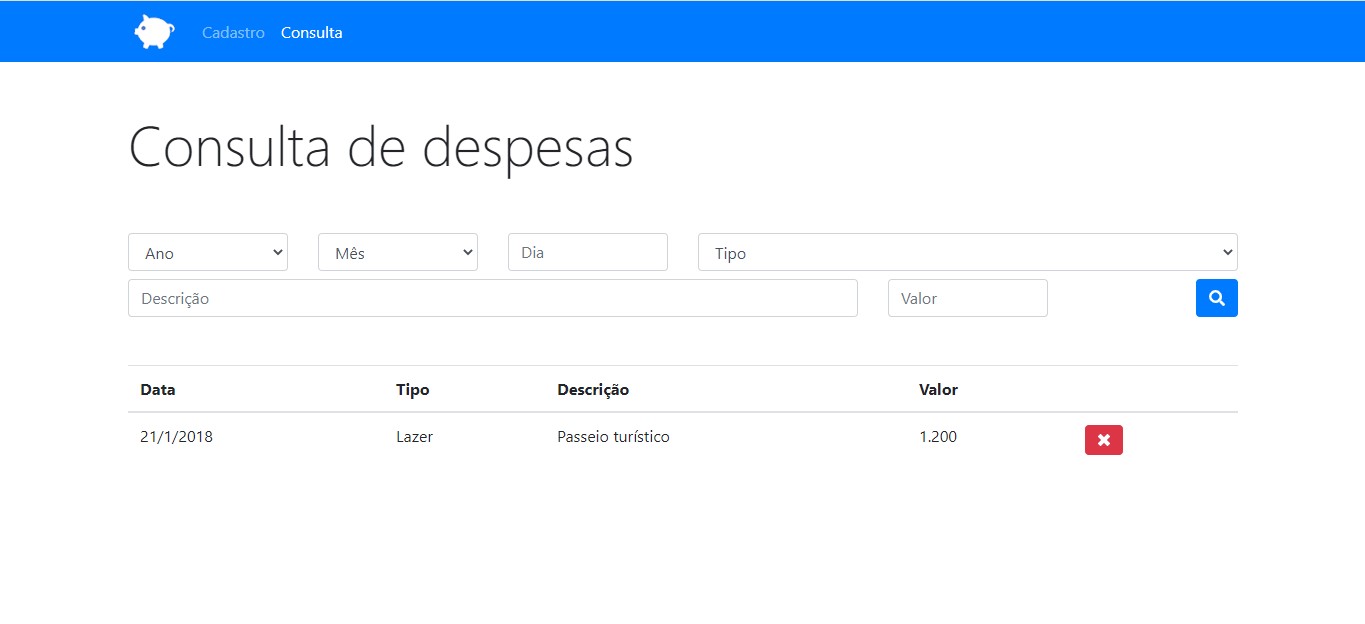 Cadastro Consulta
Consulta de despesas
Ano Mês Dia Tipo
Descrição Valor
Data Tipo Descrição Valor
21/1/2018 Lazer Passeio turístico 1.200